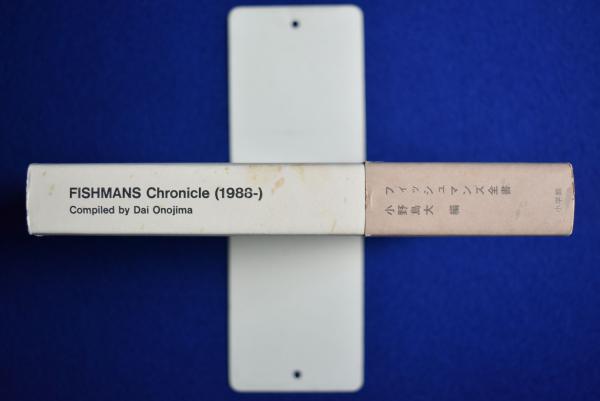 FISHMANS Chronicle (1988-)
Compiled by Dai Onojima
フィッシュマンズ全書
小野島大 編
小学館